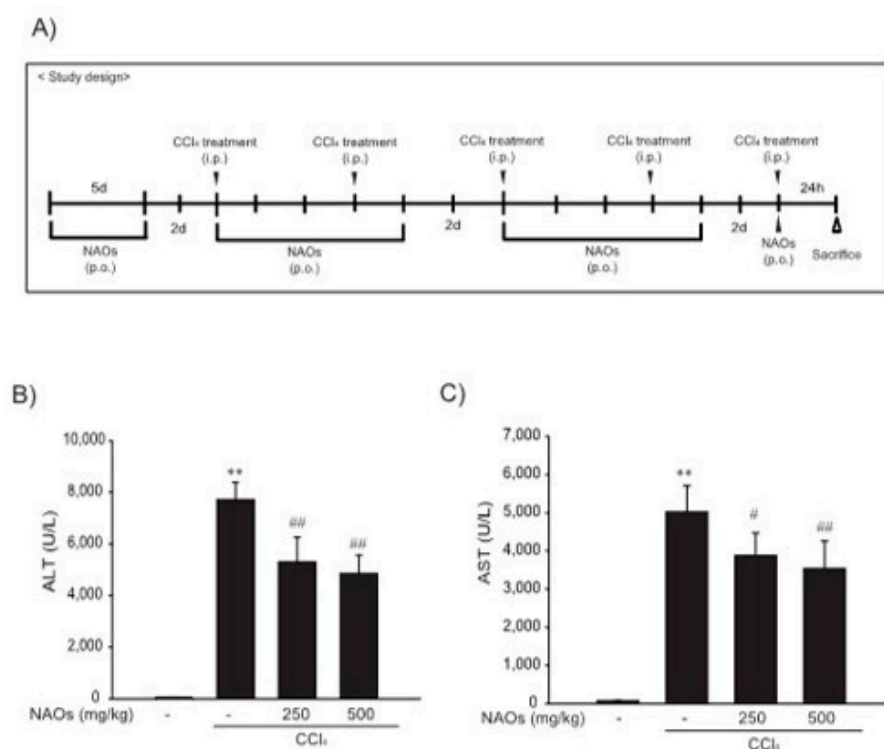 A)
< Study design>
CCl₄ treatment CCl₄ treatment CCl₄ treatment CCl₄ treatment CCl₄ treatment
(i.p.) (i.p.) (i.p.) (i.p.) (i.p.)
5d 24h
2d 2d 2d
NAOs NAOs NAOs NAOs Sacrifice
(p.o.) (p.o.) (p.o.) (p.o.)
B)
10,000
8,000
6,000
4,000
2,000
0
ALT (U/L)
** ## ##
NAOs (mg/kg) - - 250 500
CCl₄
C)
7,000
6,000
5,000
4,000
3,000
2,000
1,000
0
AST (U/L)
** # ##
NAOs (mg/kg) - - 250 500
CCl₄